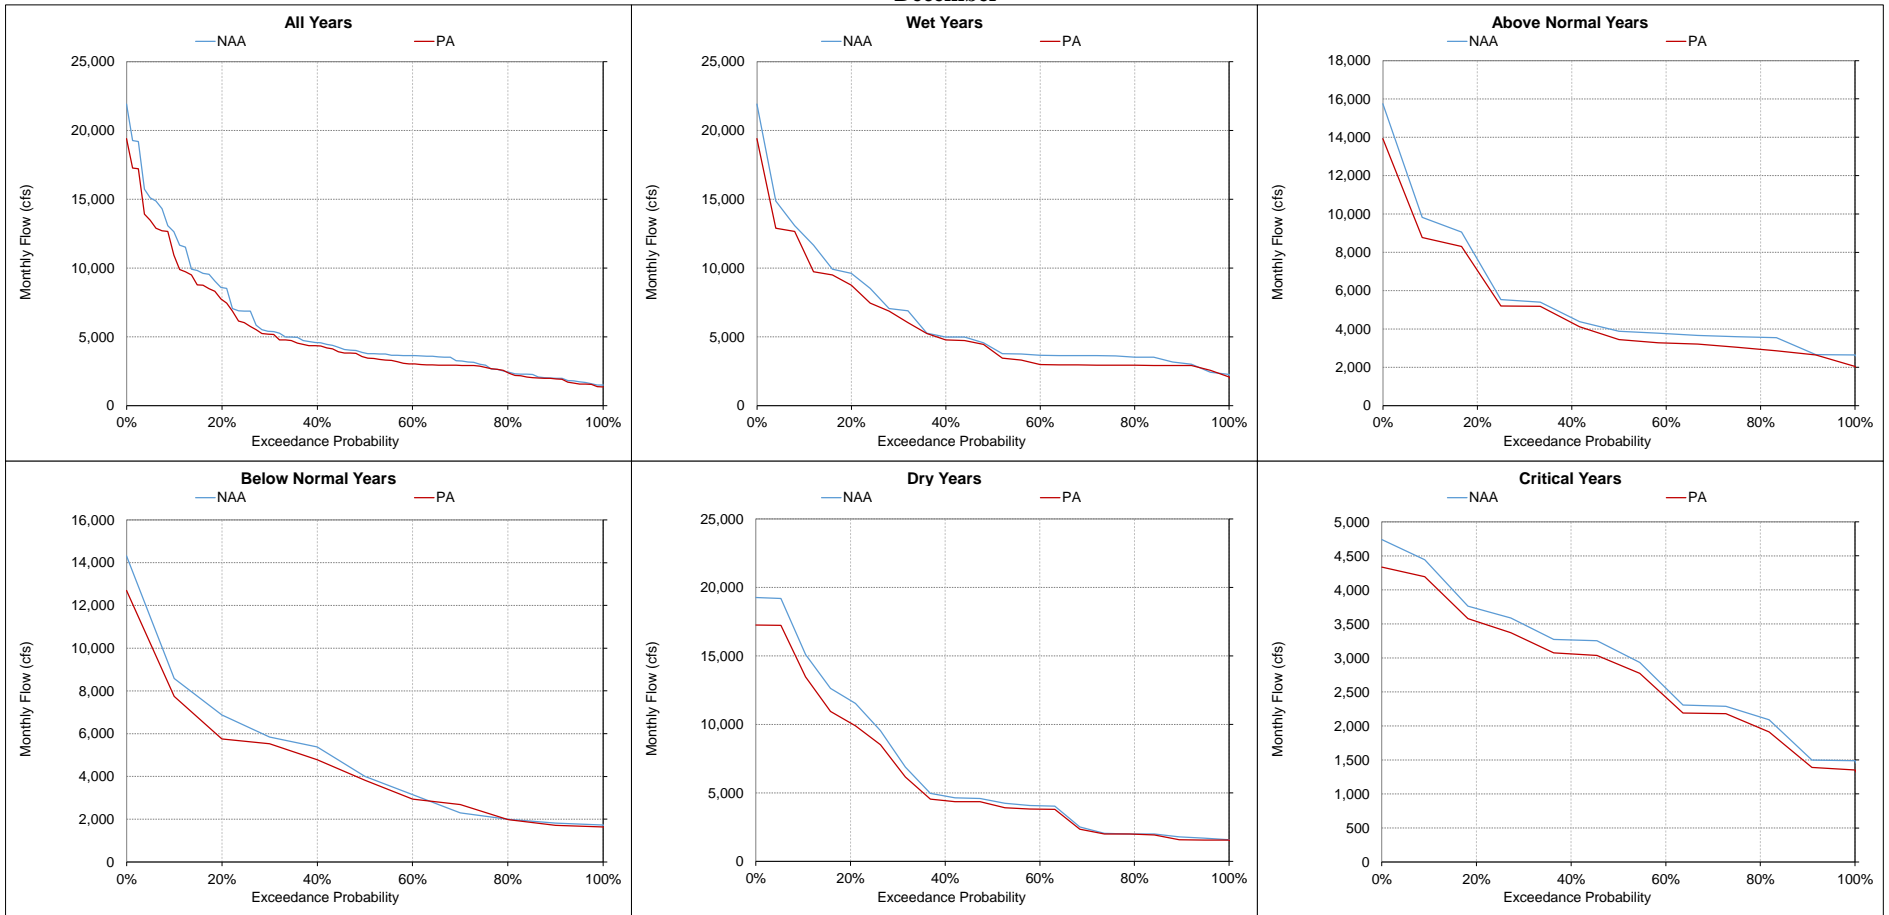 December
All Years
NAA PA
25,000
20,000
15,000
10,000
5,000
0
Monthly Flow (cfs)
0% 20% 40% 60% 80% 100%
Exceedance Probability
Wet Years
NAA PA
25,000
20,000
15,000
10,000
5,000
0
Monthly Flow (cfs)
0% 20% 40% 60% 80% 100%
Exceedance Probability
Above Normal Years
NAA PA
18,000
16,000
14,000
12,000
10,000
8,000
6,000
4,000
2,000
0
Monthly Flow (cfs)
0% 20% 40% 60% 80% 100%
Exceedance Probability
Below Normal Years
NAA PA
16,000
14,000
12,000
10,000
8,000
6,000
4,000
2,000
0
Monthly Flow (cfs)
0% 20% 40% 60% 80% 100%
Exceedance Probability
Dry Years
NAA PA
25,000
20,000
15,000
10,000
5,000
0
Monthly Flow (cfs)
0% 20% 40% 60% 80% 100%
Exceedance Probability
Critical Years
NAA PA
5,000
4,500
4,000
3,500
3,000
2,500
2,000
1,500
1,000
500
0
Monthly Flow (cfs)
0% 20% 40% 60% 80% 100%
Exceedance Probability